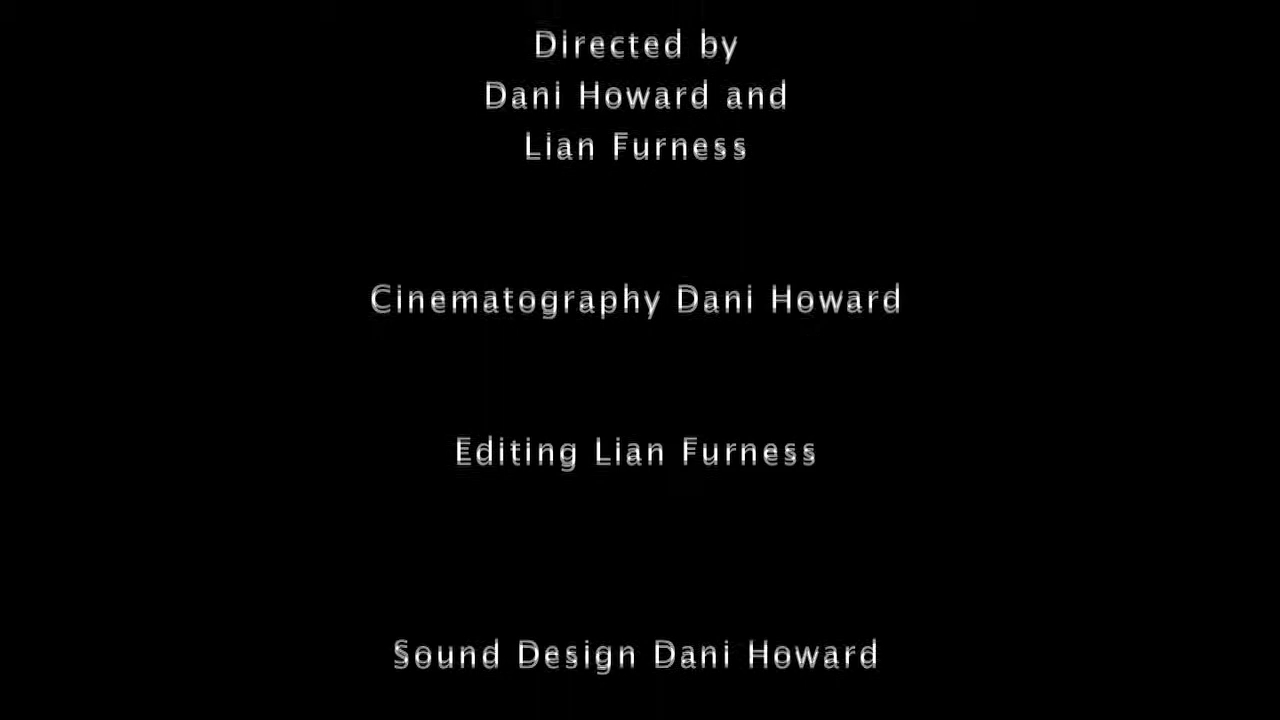 Directed by
Dani Howard and
Lian Furness
Cinematography Dani Howard
Editing Lian Furness
Sound Design Dani Howard